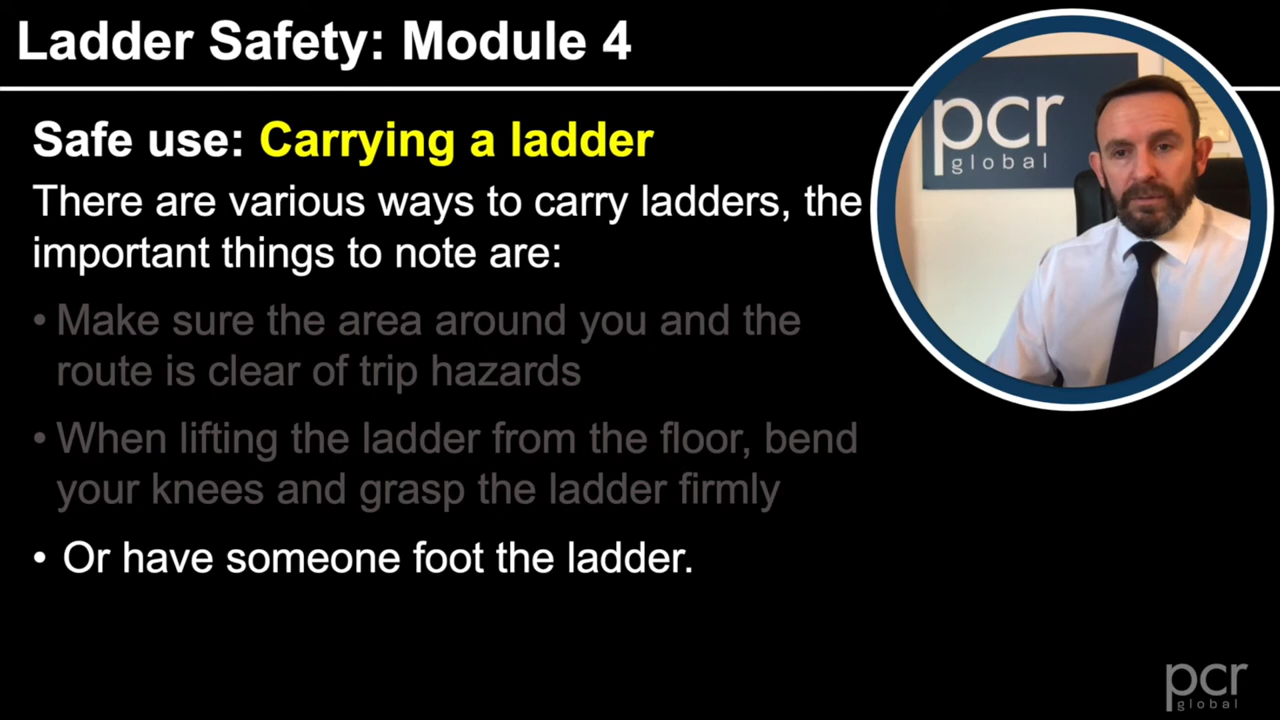 Ladder Safety: Module 4
Safe use: Carrying a ladder
There are various ways to carry ladders, the
important things to note are:
• Make sure the area around you and the
route is clear of trip hazards
• When lifting the ladder from the floor, bend
your knees and grasp the ladder firmly
• Or have someone foot the ladder.
pcr
global
pcr
global